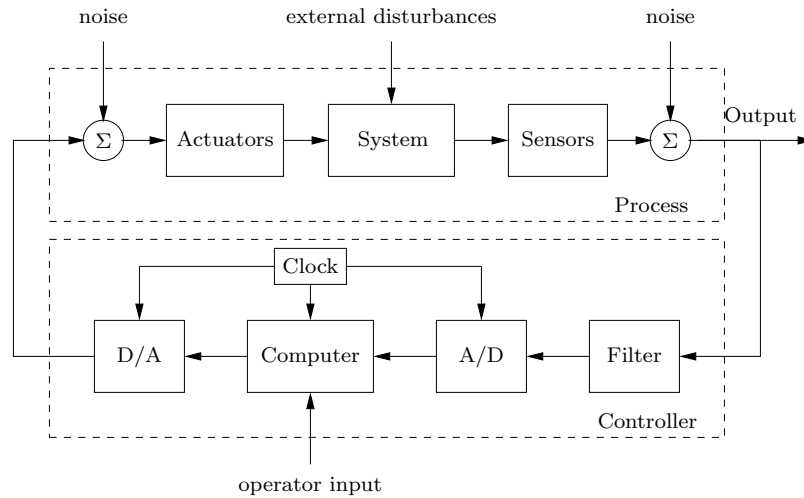 noise
external disturbances
noise
Output
Σ
Actuators
System
Sensors
Σ
Process
Clock
D/A
Computer
A/D
Filter
Controller
operator input